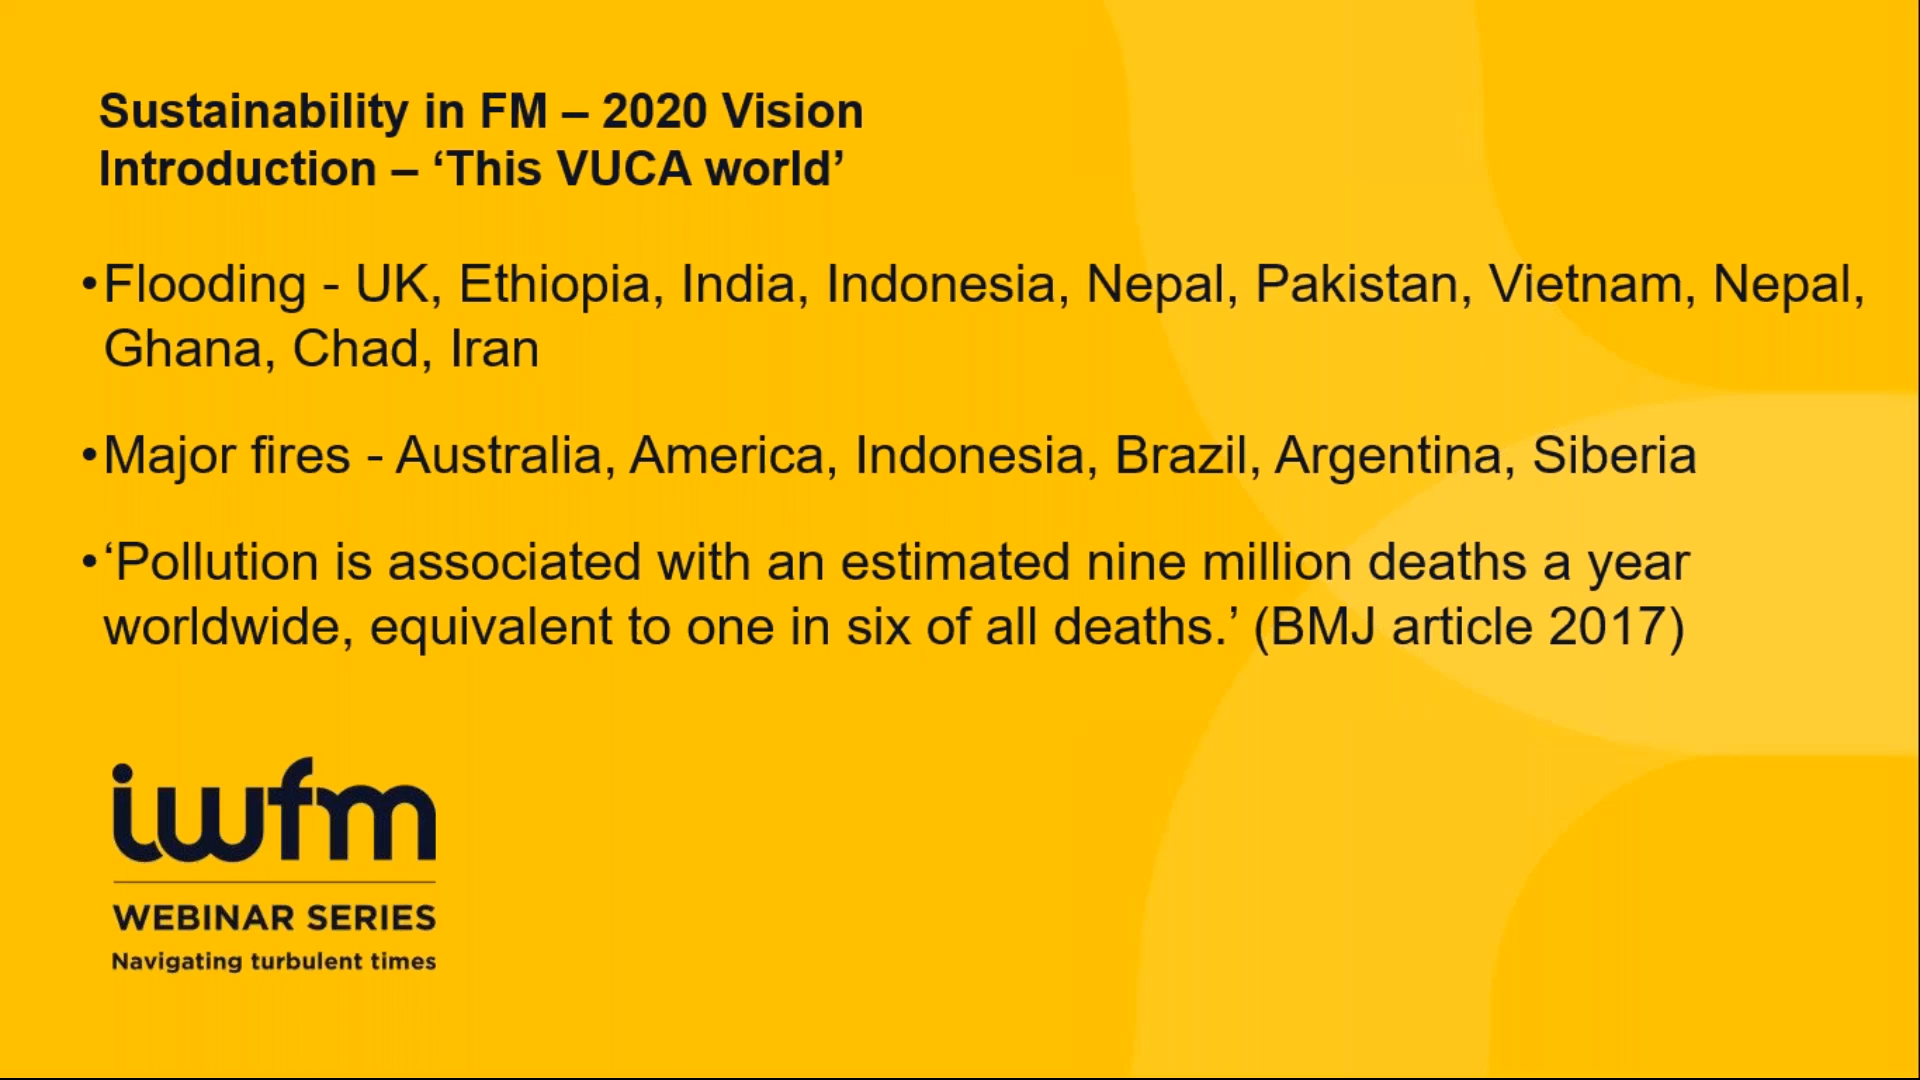 Sustainability in FM – 2020 Vision
Introduction – ‘This VUCA world’
•Flooding - UK, Ethiopia, India, Indonesia, Nepal, Pakistan, Vietnam, Nepal,
Ghana, Chad, Iran
•Major fires - Australia, America, Indonesia, Brazil, Argentina, Siberia
•‘Pollution is associated with an estimated nine million deaths a year
worldwide, equivalent to one in six of all deaths.’ (BMJ article 2017)
iwfm
WEBINAR SERIES
Navigating turbulent times